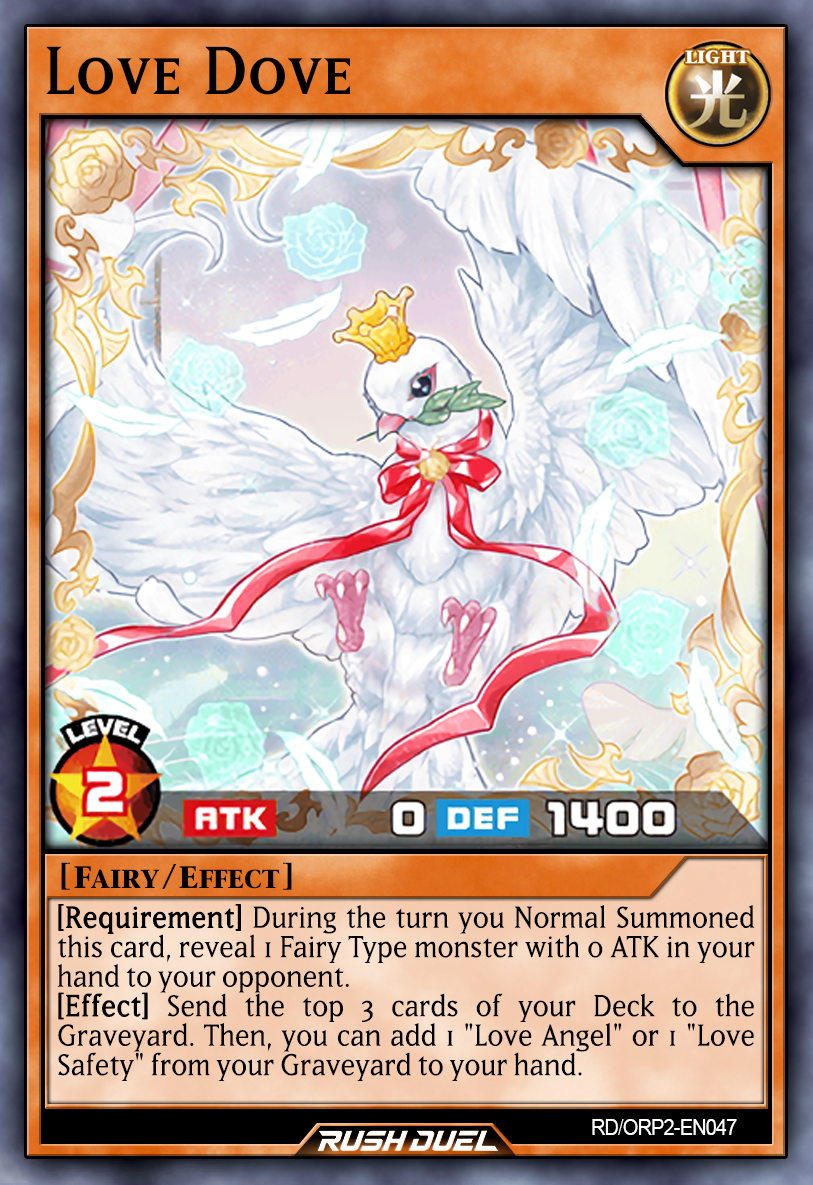 Love Dove
LIGHT
光
LEVEL
2
ATK 0 DEF 1400
[Fairy/Effect]
[Requirement] During the turn you Normal Summoned
this card, reveal 1 Fairy Type monster with 0 ATK in your
hand to your opponent.
[Effect] Send the top 3 cards of your Deck to the
Graveyard. Then, you can add 1 "Love Angel" or 1 "Love
Safety" from your Graveyard to your hand.
RD/ORP2-EN047
RUSH DUEL